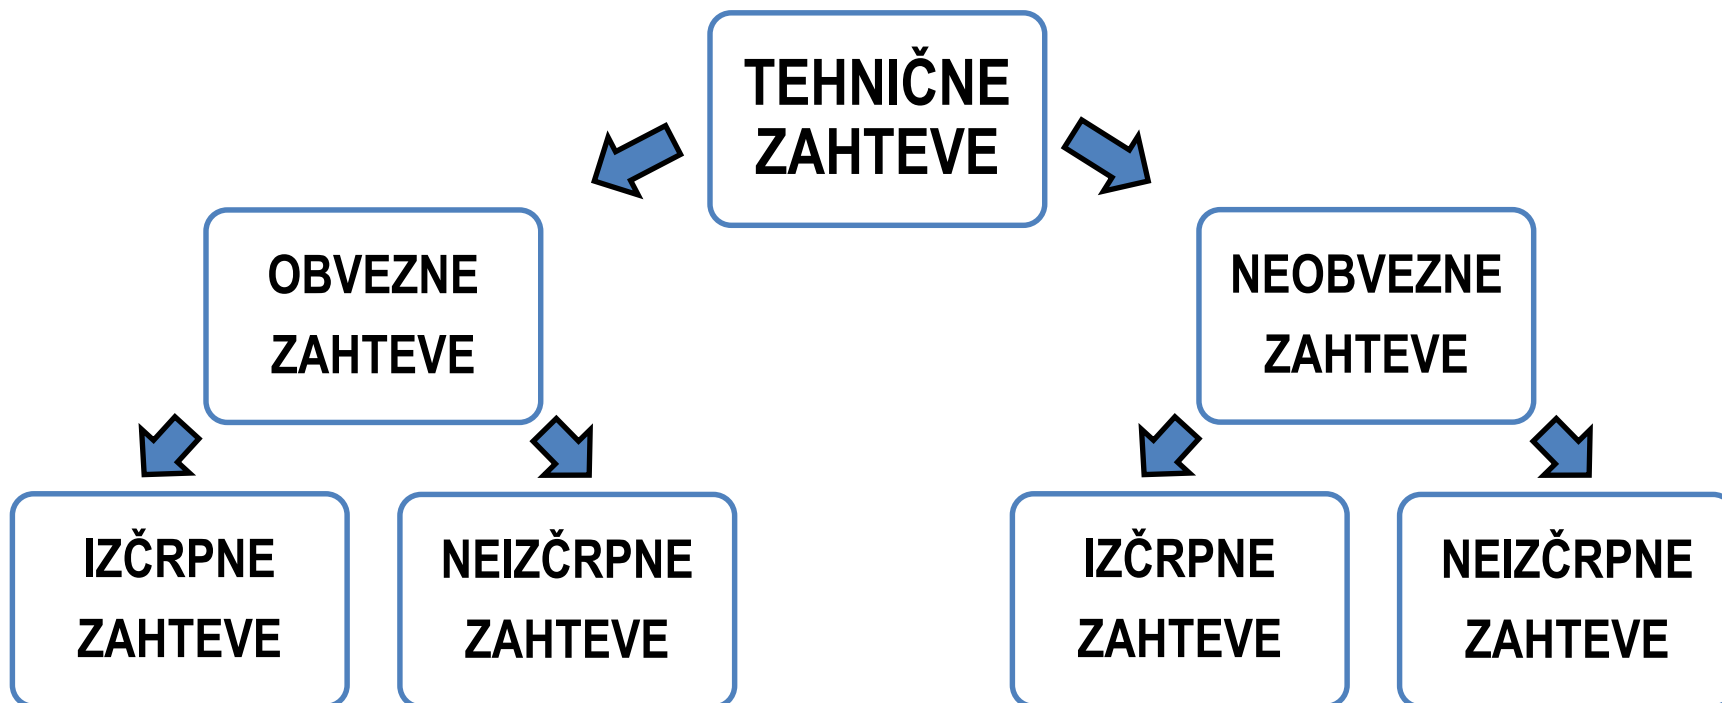 TEHNIČNE
ZAHTEVE
OBVEZNE
ZAHTEVE
NEOBVEZNE
ZAHTEVE
IZČRPNE
ZAHTEVE
NEIZČRPNE
ZAHTEVE
IZČRPNE
ZAHTEVE
NEIZČRPNE
ZAHTEVE